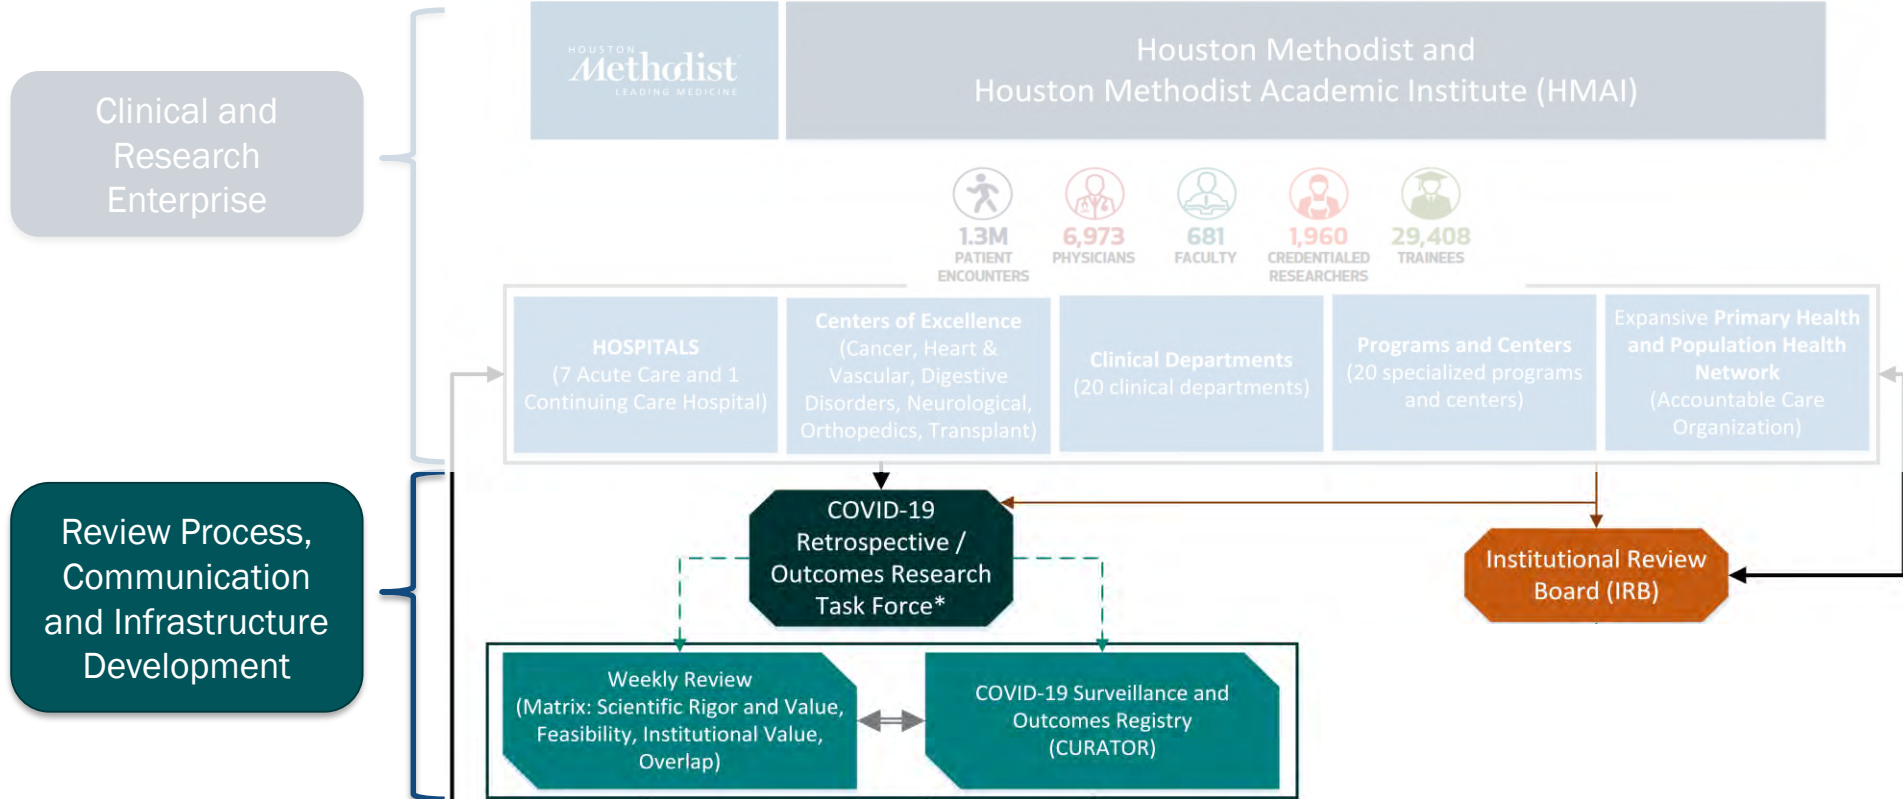 HOUSTON
Methodist
LEADING MEDICINE
Houston Methodist and
Houston Methodist Academic Institute (HMAI)
Clinical and
Research
Enterprise
1.3M
PATIENT
ENCOUNTERS
6,973
PHYSICIANS
681
FACULTY
1,960
CREDENTIALED
RESEARCHERS
29,408
TRAINEES
HOSPITALS
(7 Acute Care and 1
Continuing Care Hospital)
Centers of Excellence
(Cancer, Heart &
Vascular, Digestive
Disorders, Neurological,
Orthopedics, Transplant)
Clinical Departments
(20 clinical departments)
Programs and Centers
(20 specialized programs
and centers)
Expansive Primary Health
and Population Health
Network
(Accountable Care
Organization)
Review Process,
Communication
and Infrastructure
Development
COVID-19
Retrospective /
Outcomes Research
Task Force*
Institutional Review
Board (IRB)
Weekly Review
(Matrix: Scientific Rigor and Value,
Feasibility, Institutional Value,
Overlap)
COVID-19 Surveillance and
Outcomes Registry
(CURATOR)